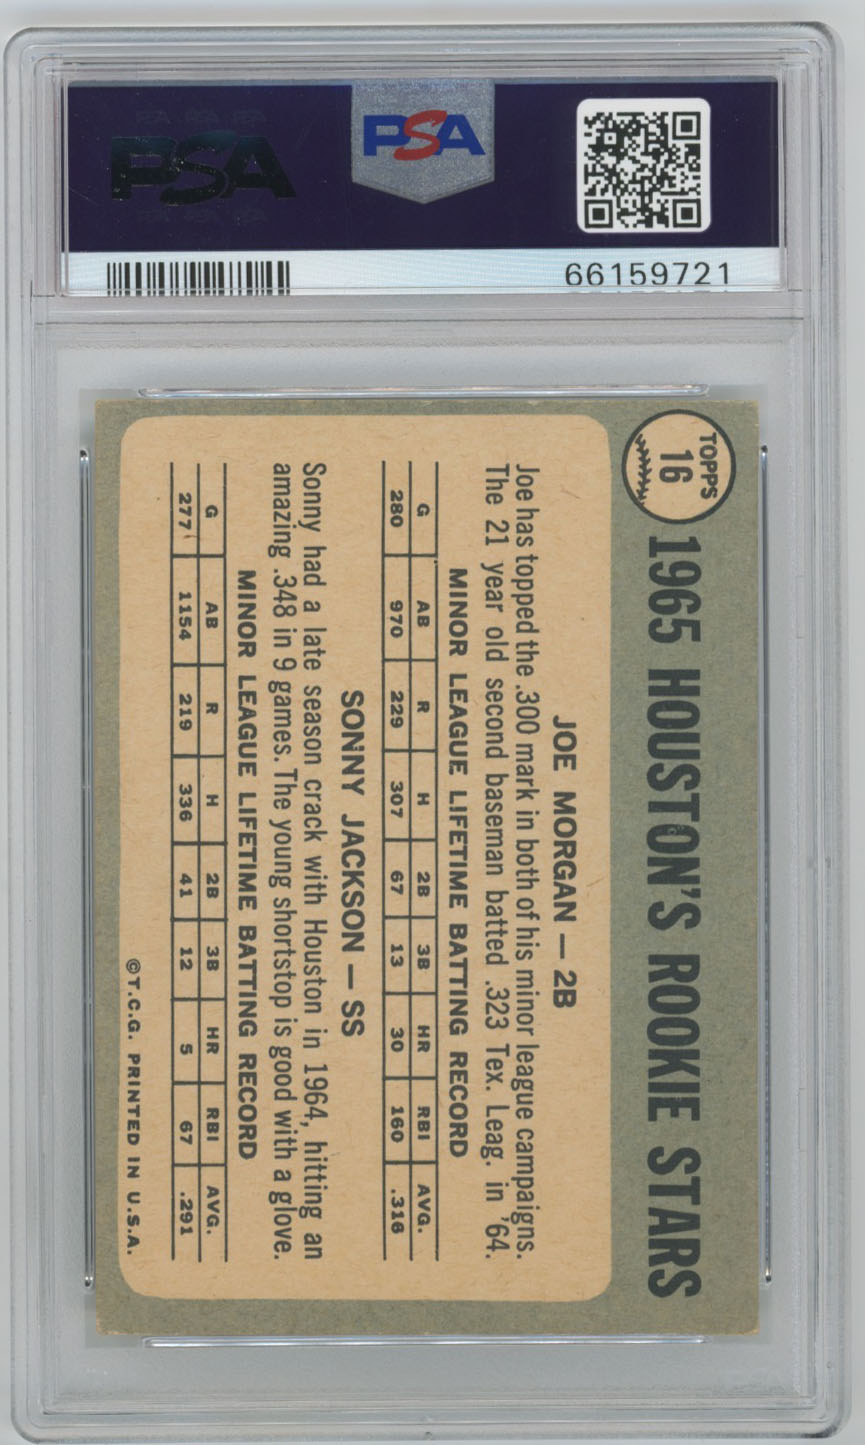 PSA
PSA
66159721
TOPPS
16
1965 HOUSTON'S ROOKIE STARS
JOE MORGAN — 2B
Joe has topped the .300 mark in both of his minor league campaigns.
The 21 year old second baseman batted .323 Tex. Leag. in '64.
MINOR LEAGUE LIFETIME BATTING RECORD
G AB R H 2B 3B HR RBI AVG.
280 970 229 307 67 13 30 160 .316
SONNY JACKSON — SS
Sonny had a late season crack with Houston in 1964, hitting an
amazing .348 in 9 games. The young shortstop is good with a glove.
MINOR LEAGUE LIFETIME BATTING RECORD
G AB R H 2B 3B HR RBI AVG.
277 1154 219 336 41 12 5 67 .291
©T.C.G. PRINTED IN U.S.A.